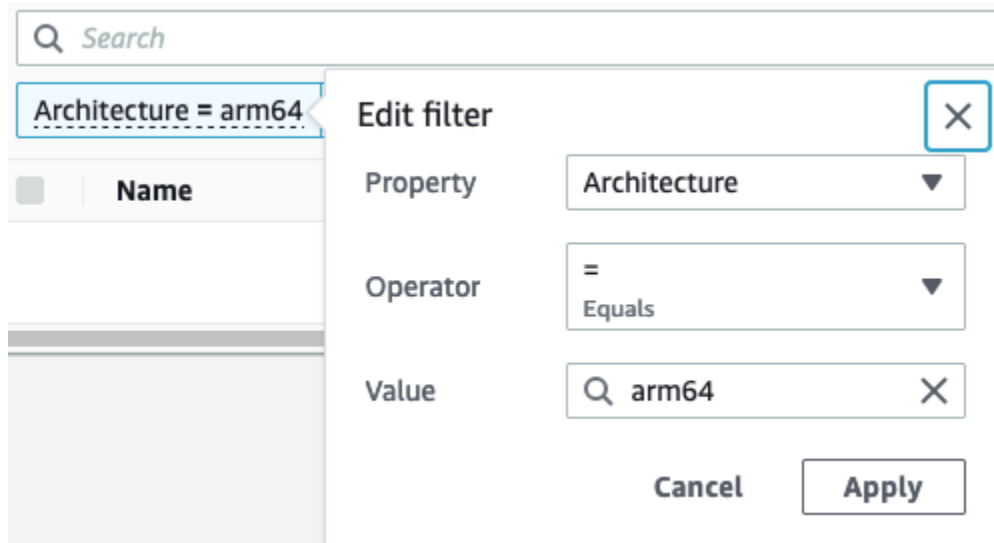 Search
Architecture = arm64
Edit filter
Name
Property
Architecture
Operator
=
Equals
Value
arm64
Cancel
Apply